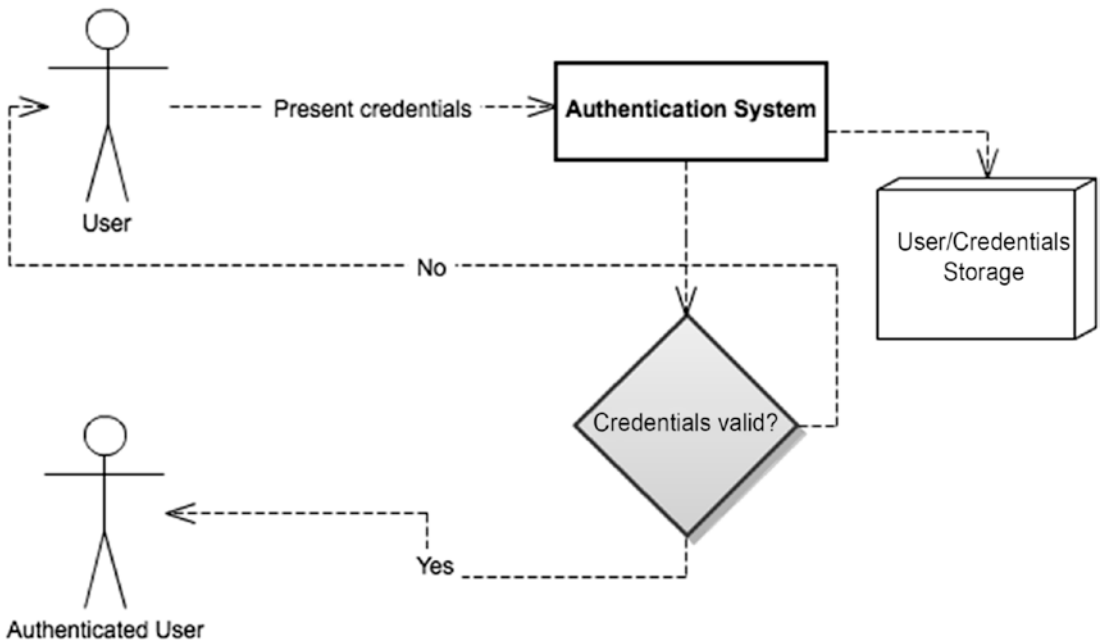 Present credentials
Authentication System
User
User/Credentials
Storage
No
Credentials valid?
Yes
Authenticated User